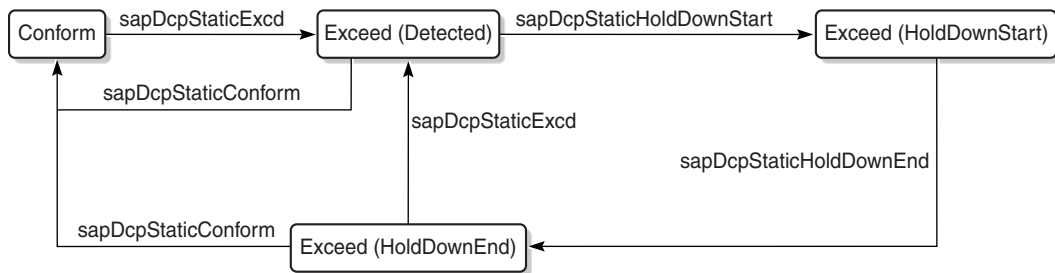 Conform
sapDcpStaticExcd
Exceed (Detected)
sapDcpStaticHoldDownStart
Exceed (HoldDownStart)
sapDcpStaticConform
sapDcpStaticExcd
sapDcpStaticHoldDownEnd
sapDcpStaticConform
Exceed (HoldDownEnd)